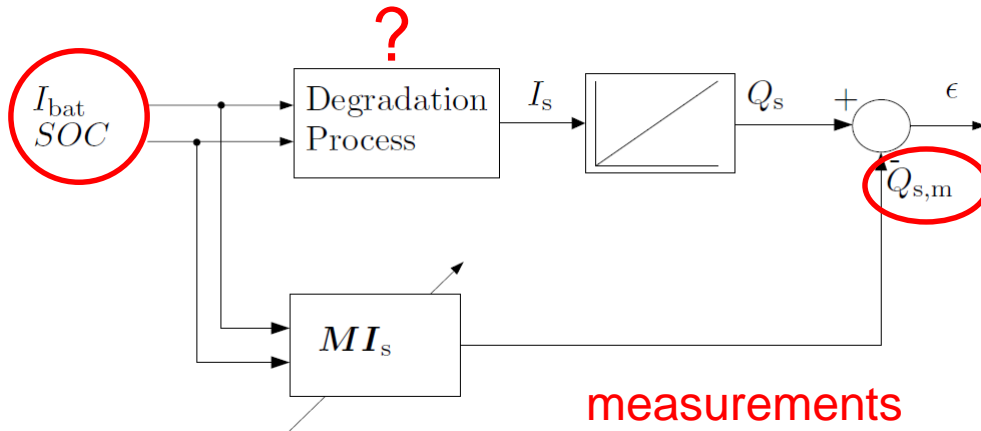 ?
I_bat
SOC
Degradation
Process
I_s
Q_s
+
ϵ
-
Q_s,m
MI_s
measurements